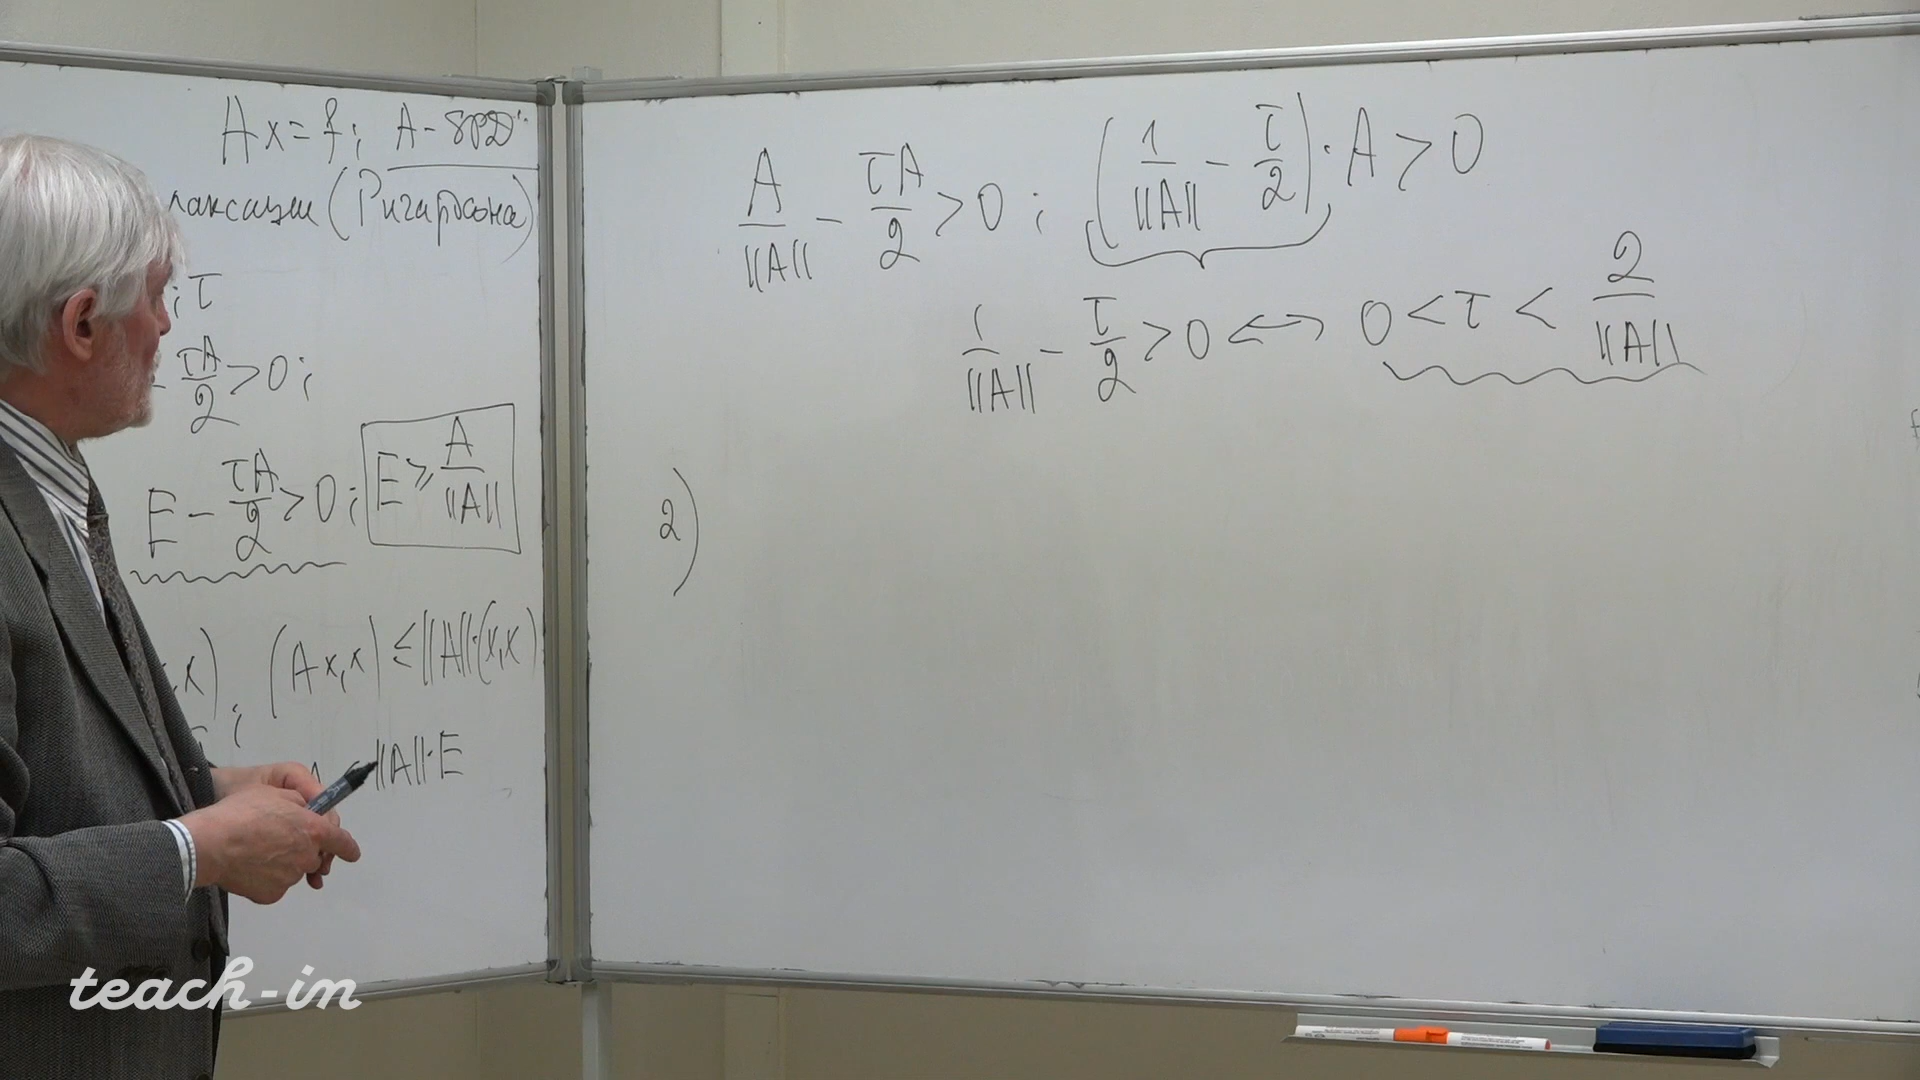 Ax = f; A - SPD
лаксации (Ричардсона)
; τ
- τA/2 > 0;
E - τA/2 > 0; E ≥ A/||A||
,x) ; (Ax,x) ≤ ||A||·(x,x)
||A||·E
A/||A|| - τA/2 > 0; (1/||A|| - τ/2)·A > 0
1/||A|| - τ/2 > 0 <-> 0 < τ < 2/||A||
2)
teach-in